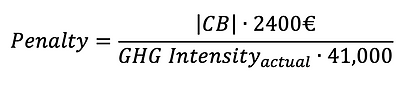 Penalty = |CB| · 2400€ / GHG Intensity_actual · 41,000